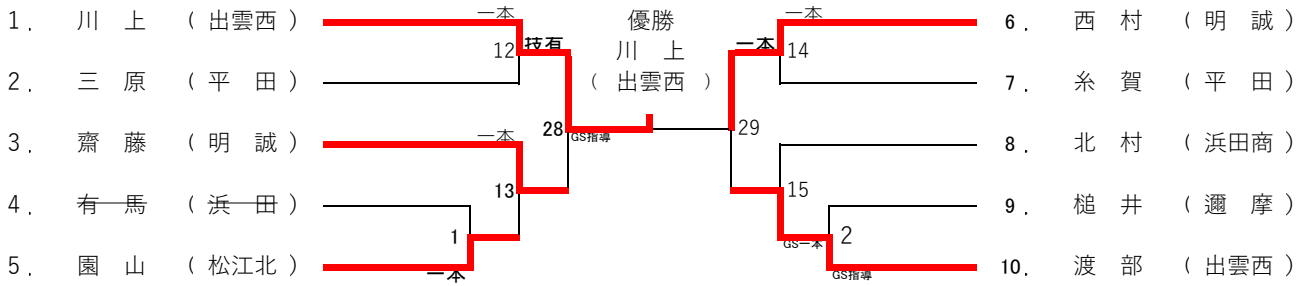 1. 川上 (出雲西)
2. 三原 (平田)
3. 齋藤 (明誠)
4. 有馬 (浜田)
5. 園山 (松江北)
一本
12
技有
28
GS指導
一本
13
1
一本
優勝
川上
(出雲西)
一本
一本
14
29
15
GS一本
2
GS指導
6. 西村 (明誠)
7. 糸賀 (平田)
8. 北村 (浜田商)
9. 槌井 (邇摩)
10. 渡部 (出雲西)